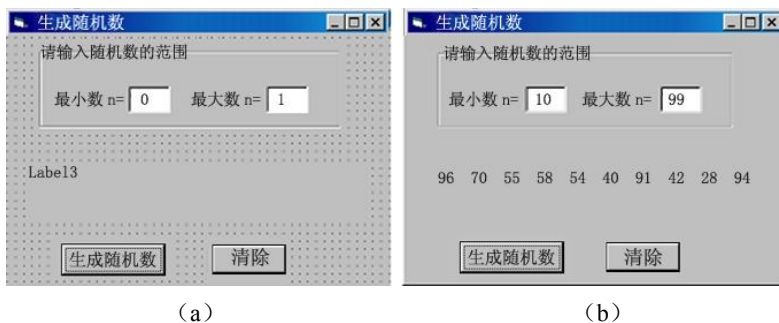 生成随机数
请输入随机数的范围
最小数 n= 0 最大数 n= 1
Label3
生成随机数 清除
(a)
生成随机数
请输入随机数的范围
最小数 n= 10 最大数 n= 99
96 70 55 58 54 40 91 42 28 94
生成随机数 清除
(b)